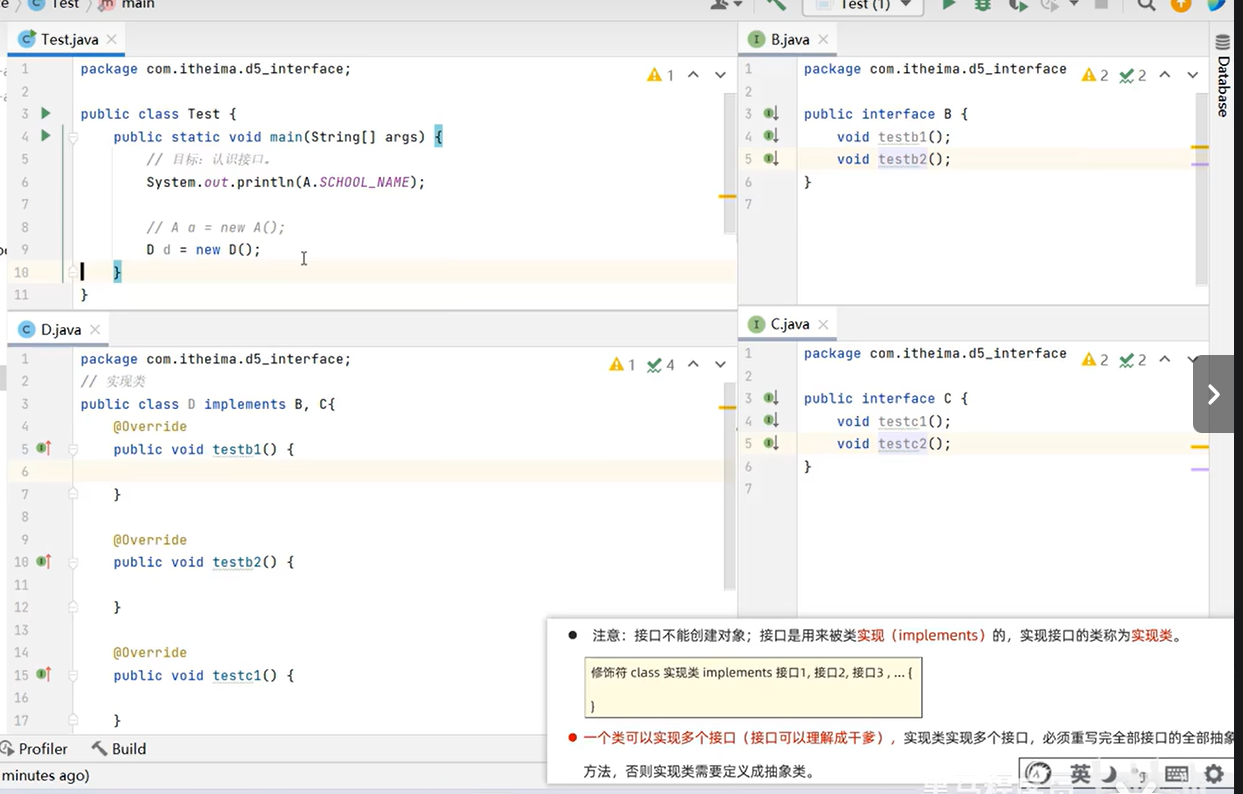 Test
main
Test (1)
Test.java
1 package com.itheima.d5_interface;
1
2
3 public class Test {
4 public static void main(String[] args) {
5 // 目标：认识接口。
6 System.out.println(A.SCHOOL_NAME);
7
8 // A a = new A();
9 D d = new D();
10 }
11 }
B.java
1 package com.itheima.d5_interface
2 2
2
3 public interface B {
4 void testb1();
5 void testb2();
6 }
7
Database
D.java
1 package com.itheima.d5_interface;
1 4
2 // 实现类
3 public class D implements B, C{
4 @Override
5 public void testb1() {
6
7 }
8
9 @Override
10 public void testb2() {
11
12 }
13
14 @Override
15 public void testc1() {
16
17 }
C.java
1 package com.itheima.d5_interface
2 2
2
3 public interface C {
4 void testc1();
5 void testc2();
6 }
7
● 注意：接口不能创建对象；接口是用来被类实现（implements）的，实现接口的类称为实现类。
修饰符 class 实现类 implements 接口1, 接口2, 接口3 , ... {
}
● 一个类可以实现多个接口（接口可以理解成干爹），实现类实现多个接口，必须重写完全部接口的全部抽象
方法，否则实现类需要定义成抽象类。
Profiler
Build
minutes ago)
英